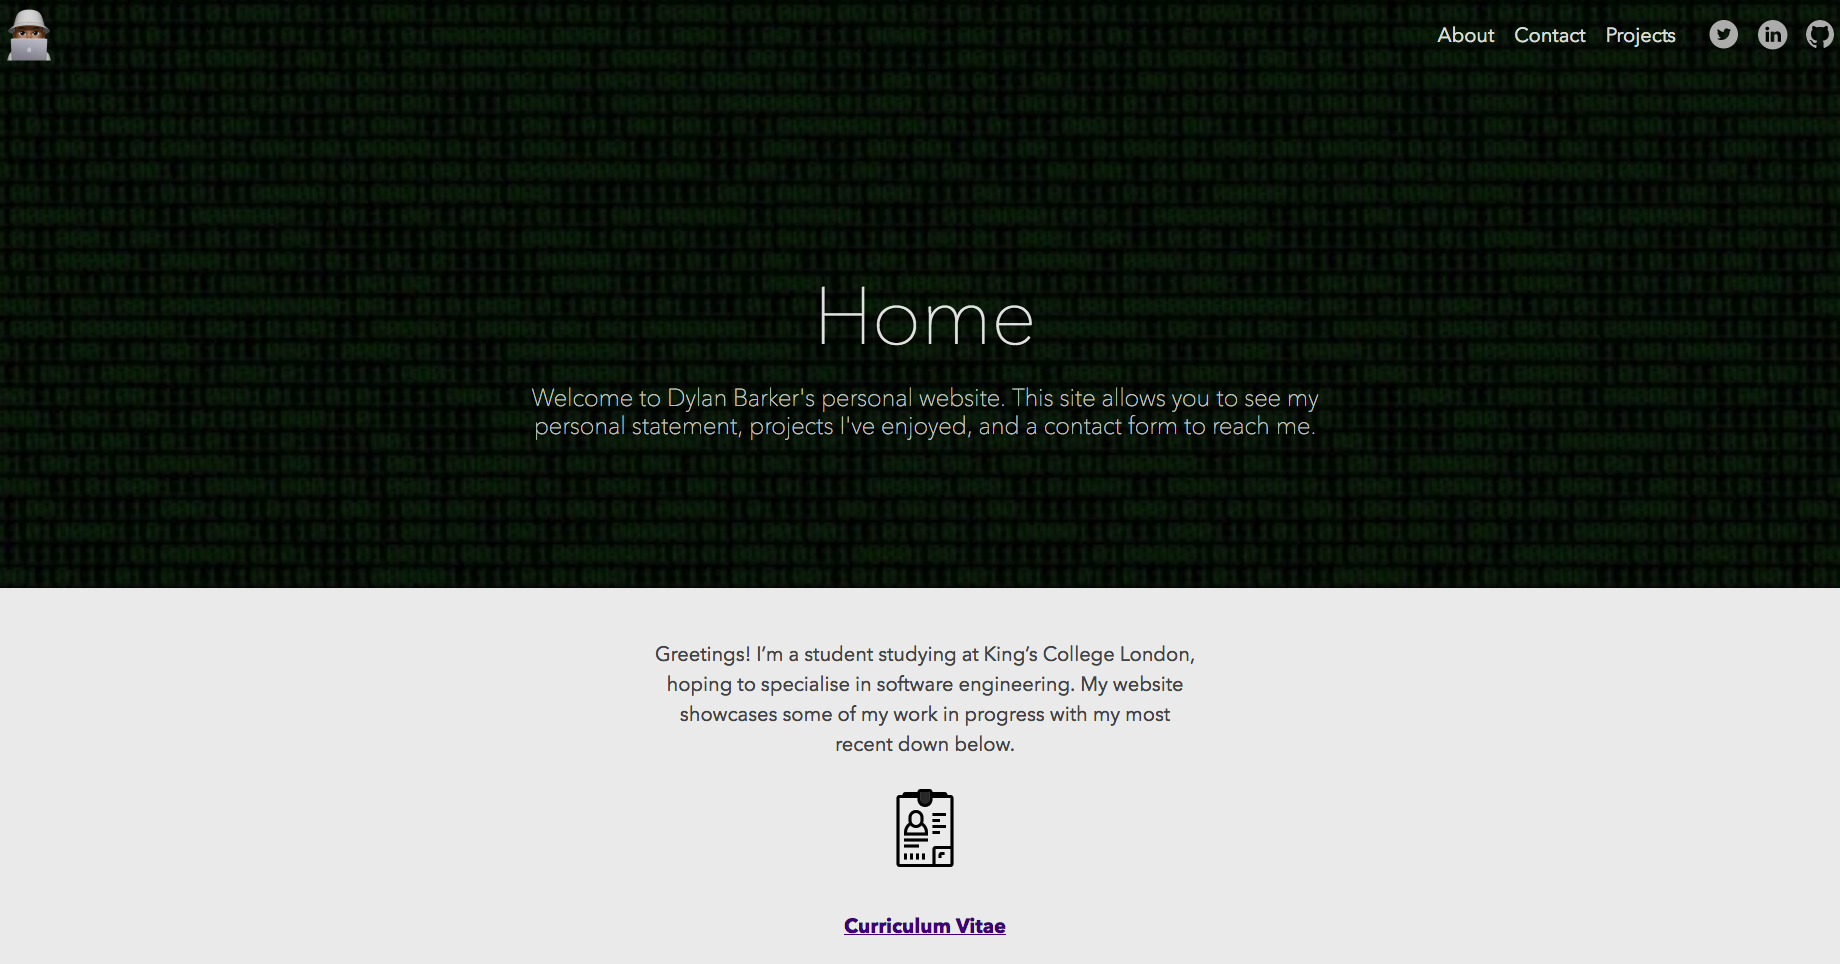 About Contact Projects
Home
Welcome to Dylan Barker's personal website. This site allows you to see my
personal statement, projects I've enjoyed, and a contact form to reach me.
Greetings! I’m a student studying at King’s College London,
hoping to specialise in software engineering. My website
showcases some of my work in progress with my most
recent down below.
Curriculum Vitae